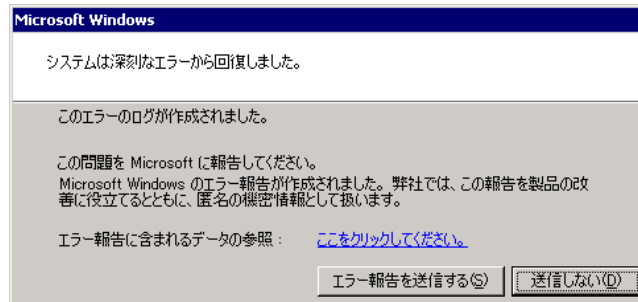 Microsoft Windows
システムは深刻なエラーから回復しました。
このエラーのログが作成されました。
この問題を Microsoft に報告してください。
Microsoft Windows のエラー報告が作成されました。弊社では、この報告を製品の改
善に役立てるとともに、匿名の機密情報として扱います。
エラー報告に含まれるデータの参照： ここをクリックしてください。
エラー報告を送信する(S) 送信しない(D)